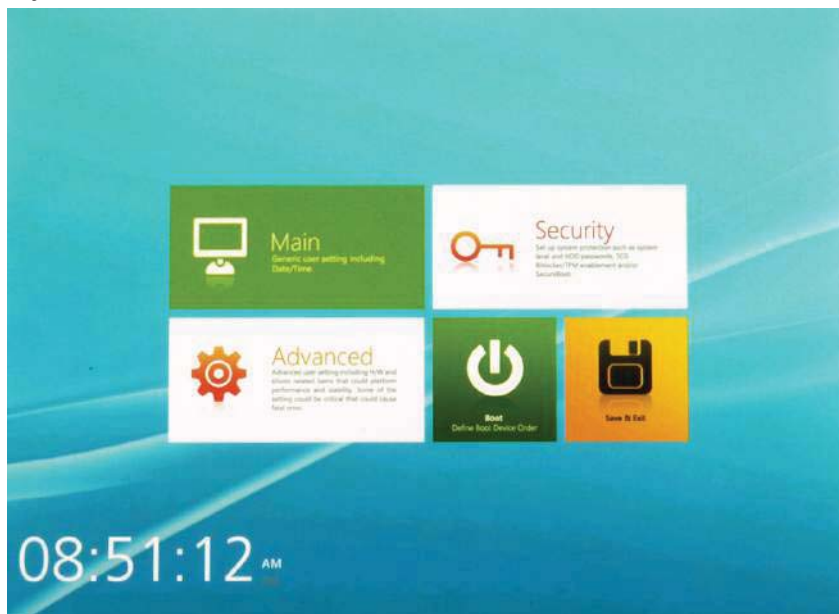 Main
Generic user setting including
Date/Time.
Security
Set up system protection such as system
level and HDD passwords, TCG
Bitlocker/TPM enablement and/or
SecureBoot.
Advanced
Advanced user setting including H/W and
silicon related items that could platform
performance and stability. Some of the
setting could be critical that could cause
fatal error.
Boot
Define Boot Device Order
Save & Exit
08:51:12 AM